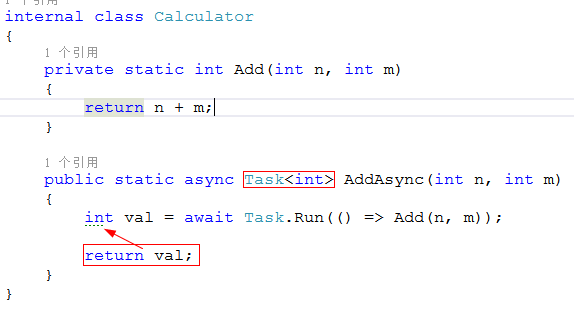 1 个引用
internal class Calculator
{
1 个引用
private static int Add(int n, int m)
{
return n + m;
}
1 个引用
public static async Task<int> AddAsync(int n, int m)
{
int val = await Task.Run(() => Add(n, m));
return val;
}
}